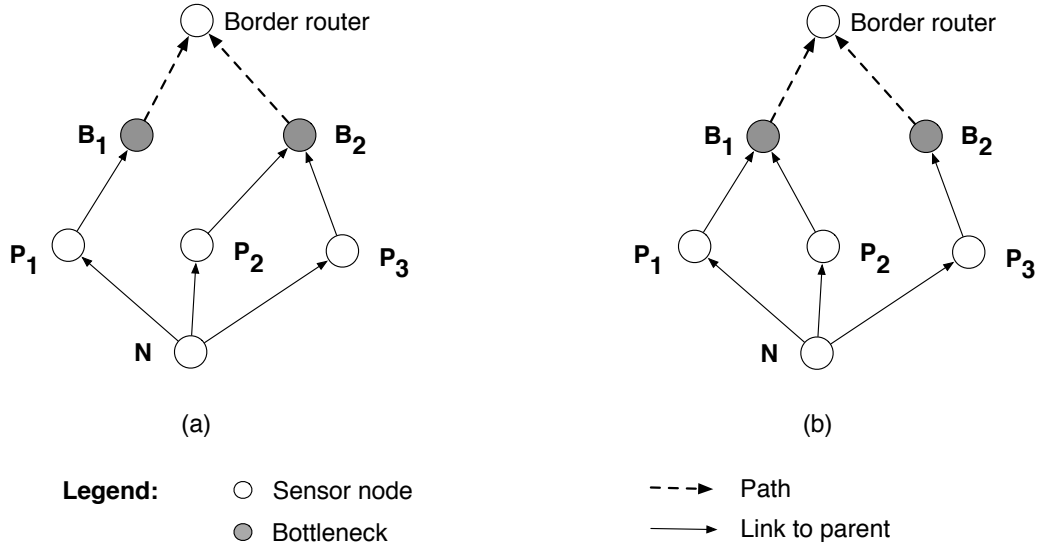 Border router
B1
B2
P1
P2
P3
N
(a)
Border router
B1
B2
P1
P2
P3
N
(b)
Legend:
Sensor node
Bottleneck
Path
Link to parent